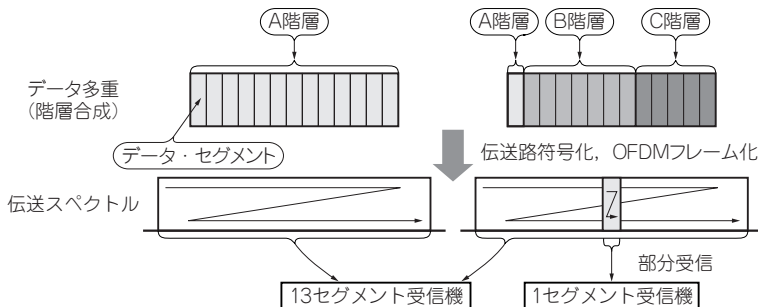 A階層
A階層
B階層
C階層
データ多重
（階層合成）
データ・セグメント
伝送路符号化，OFDMフレーム化
伝送スペクトル
部分受信
13セグメント受信機
1セグメント受信機